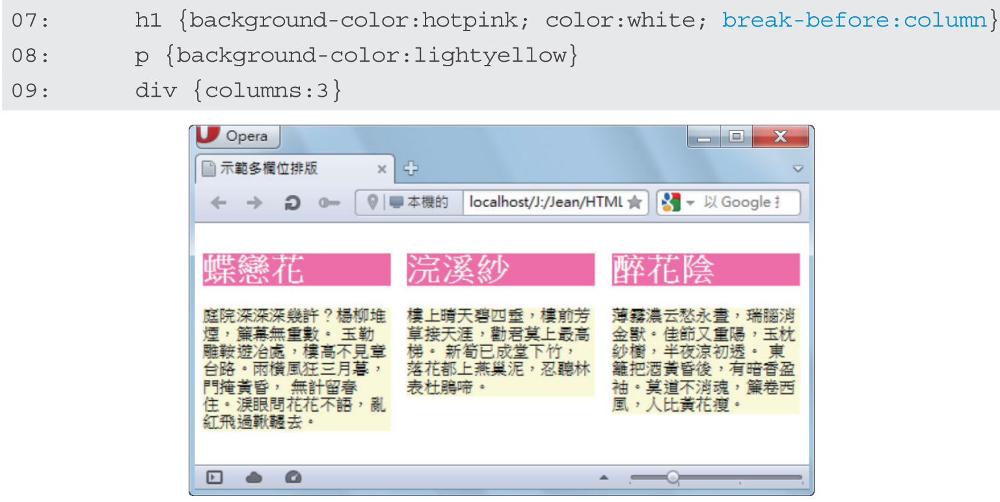 07: h1 {background-color:hotpink; color:white; break-before:column}
08: p {background-color:lightyellow}
09: div {columns:3}
Opera
示範多欄位排版
本機的 localhost/J:/Jean/HTML 以 Google
蝶戀花
庭院深深深幾許？楊柳堆
煙，簾幕無重數。 玉勒
雕鞍遊冶處，樓高不見章
台路。雨橫風狂三月暮，
門掩黃昏， 無計留春
住。淚眼問花花不語，亂
紅飛過鞦韆去。
浣溪紗
樓上晴天碧四垂，樓前芳
草接天涯，勸君莫上最高
梯。 新筍已成堂下竹，
落花都上燕巢泥，忍聽林
表杜鵑啼。
醉花陰
薄霧濃云愁永晝，瑞腦消
金獸。佳節又重陽，玉枕
紗櫥，半夜涼初透。 東
籬把酒黃昏後，有暗香盈
袖。莫道不消魂，簾卷西
風，人比黃花瘦。